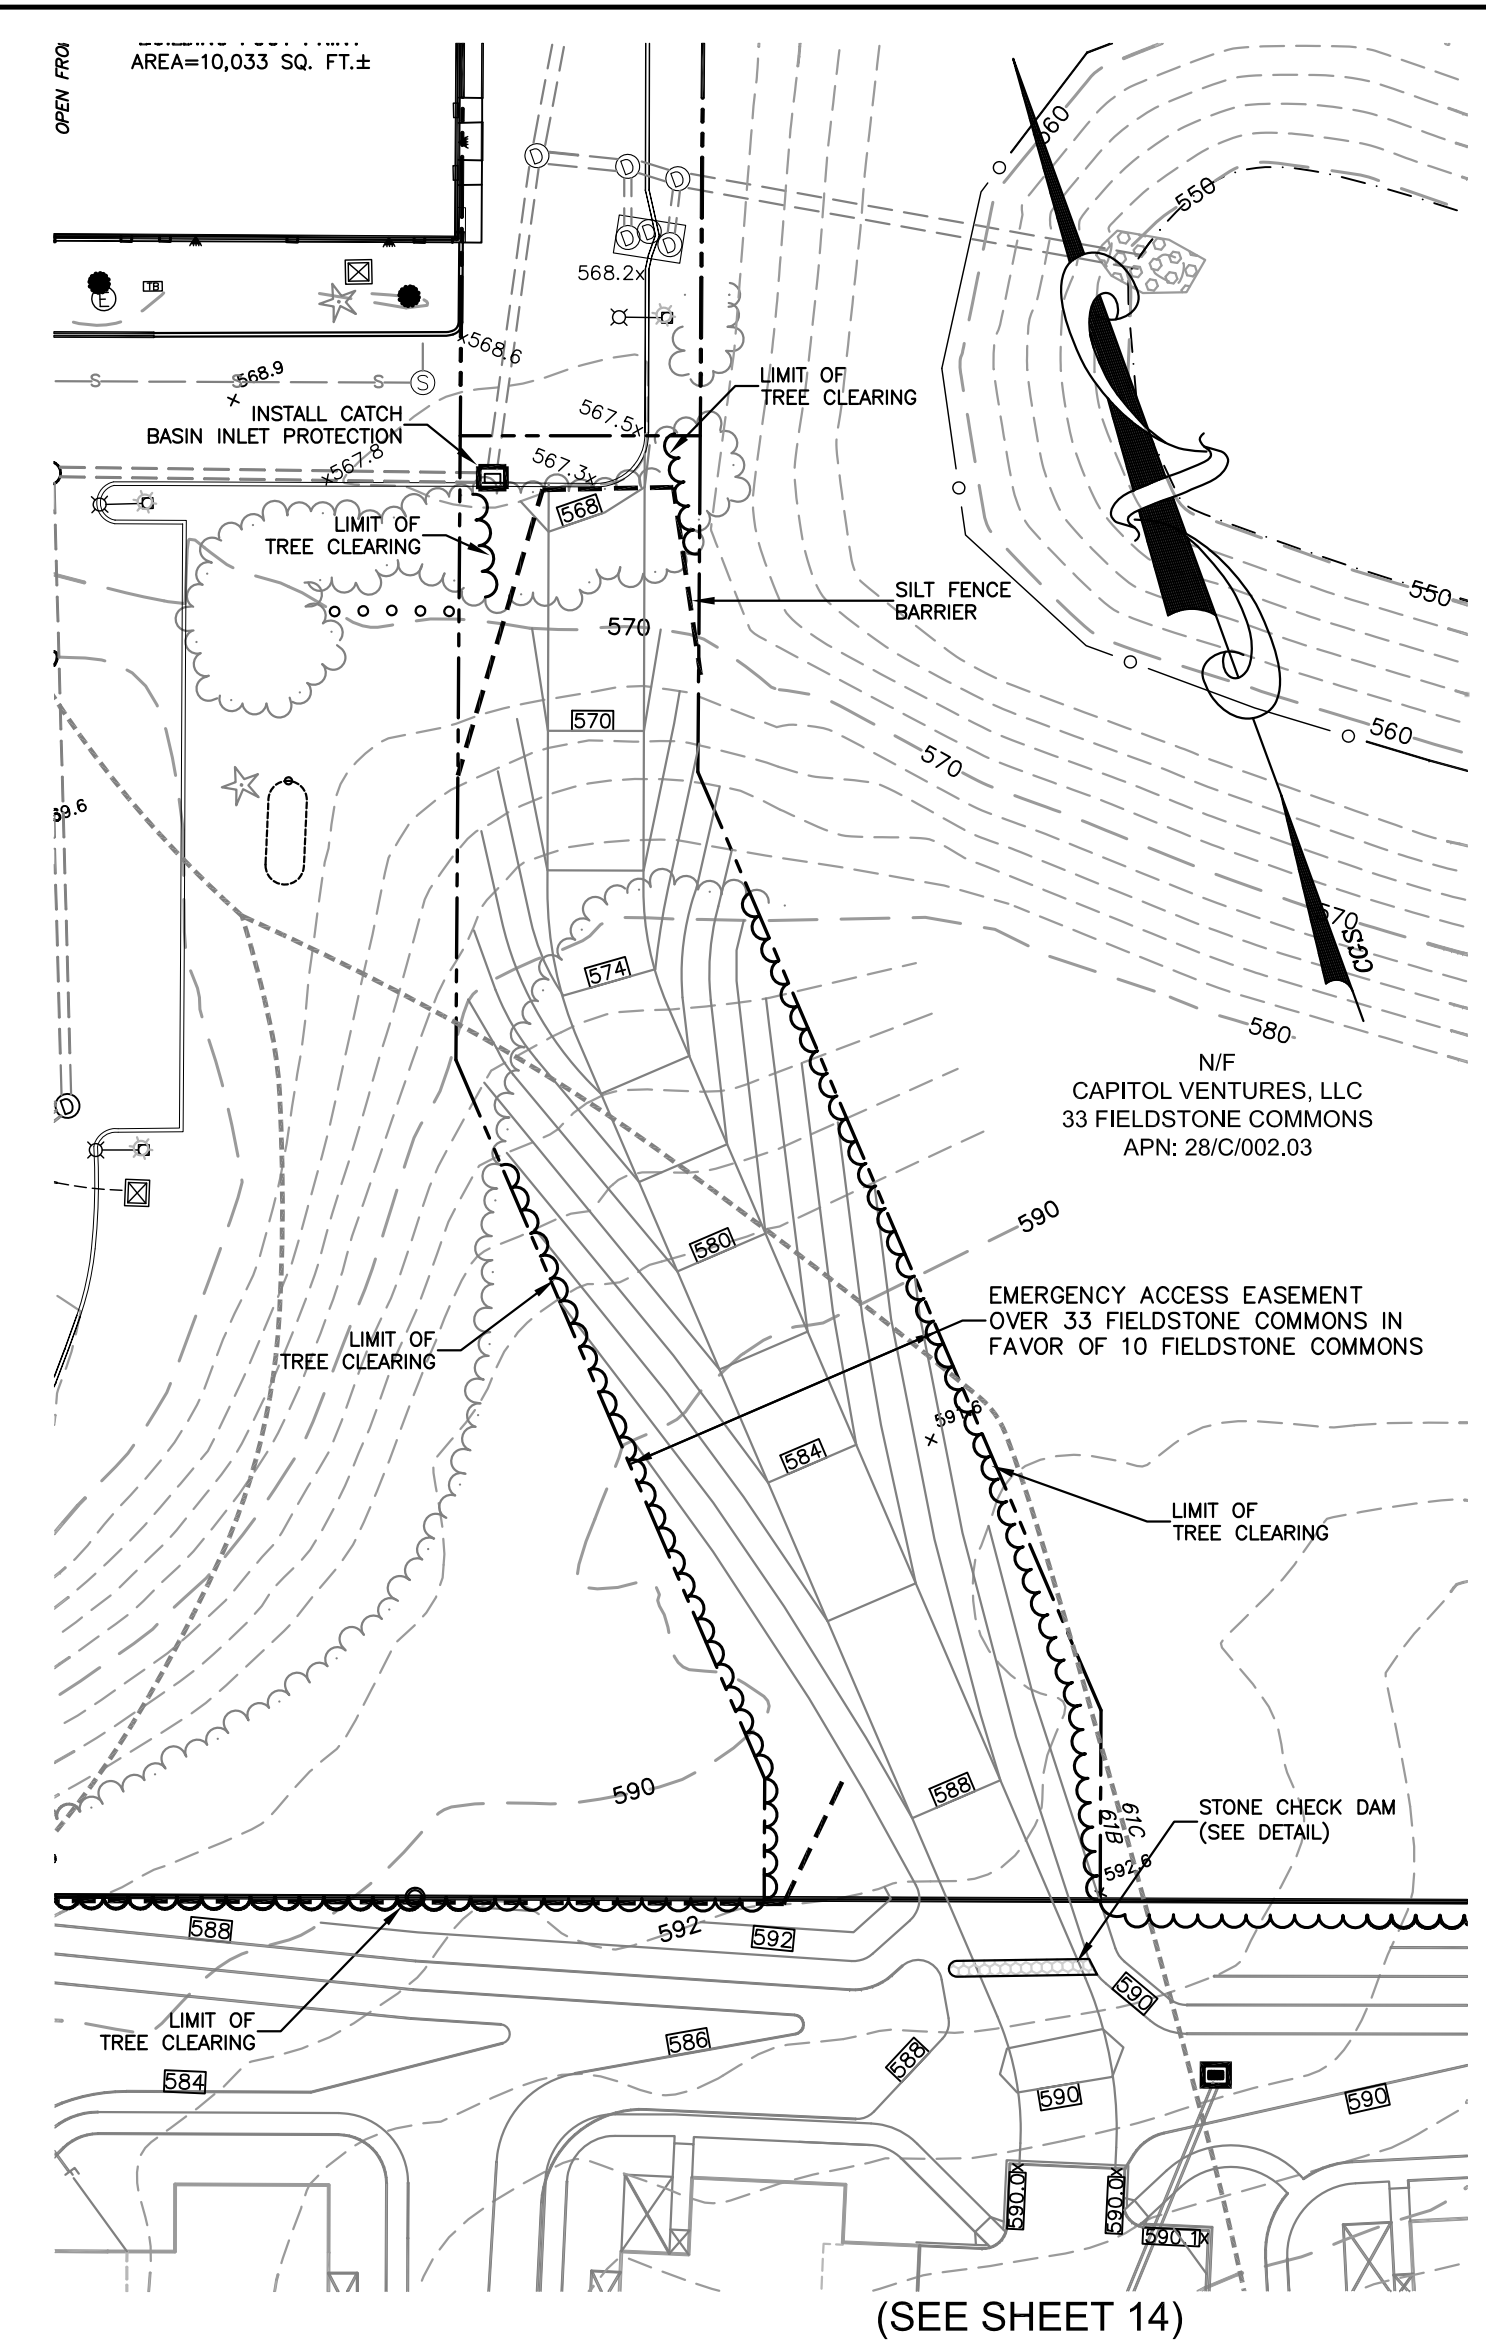 OPEN
AREA=10,033 SQ. FT.±
560
550
568.2x
TB
E
D
D
D
D
D
D
568.6
568.9
S
S
S
S
LIMIT OF
TREE CLEARING
INSTALL CATCH
BASIN INLET PROTECTION
567.5x
567.8
567.3x
568
LIMIT OF
TREE CLEARING
SILT FENCE
BARRIER
550
570
570
560
570
69.6
574
570
CGS
580
N/F
CAPITOL VENTURES, LLC
33 FIELDSTONE COMMONS
APN: 28/C/002.03
D
590
580
EMERGENCY ACCESS EASEMENT
OVER 33 FIELDSTONE COMMONS IN
FAVOR OF 10 FIELDSTONE COMMONS
LIMIT OF
TREE CLEARING
584
LIMIT OF
TREE CLEARING
590
588
STONE CHECK DAM
(SEE DETAIL)
61C
61B
592.6
588
592
592
590
LIMIT OF
TREE CLEARING
586
588
584
590
590
590.0x
590.0x
590.1x
(SEE SHEET 14)